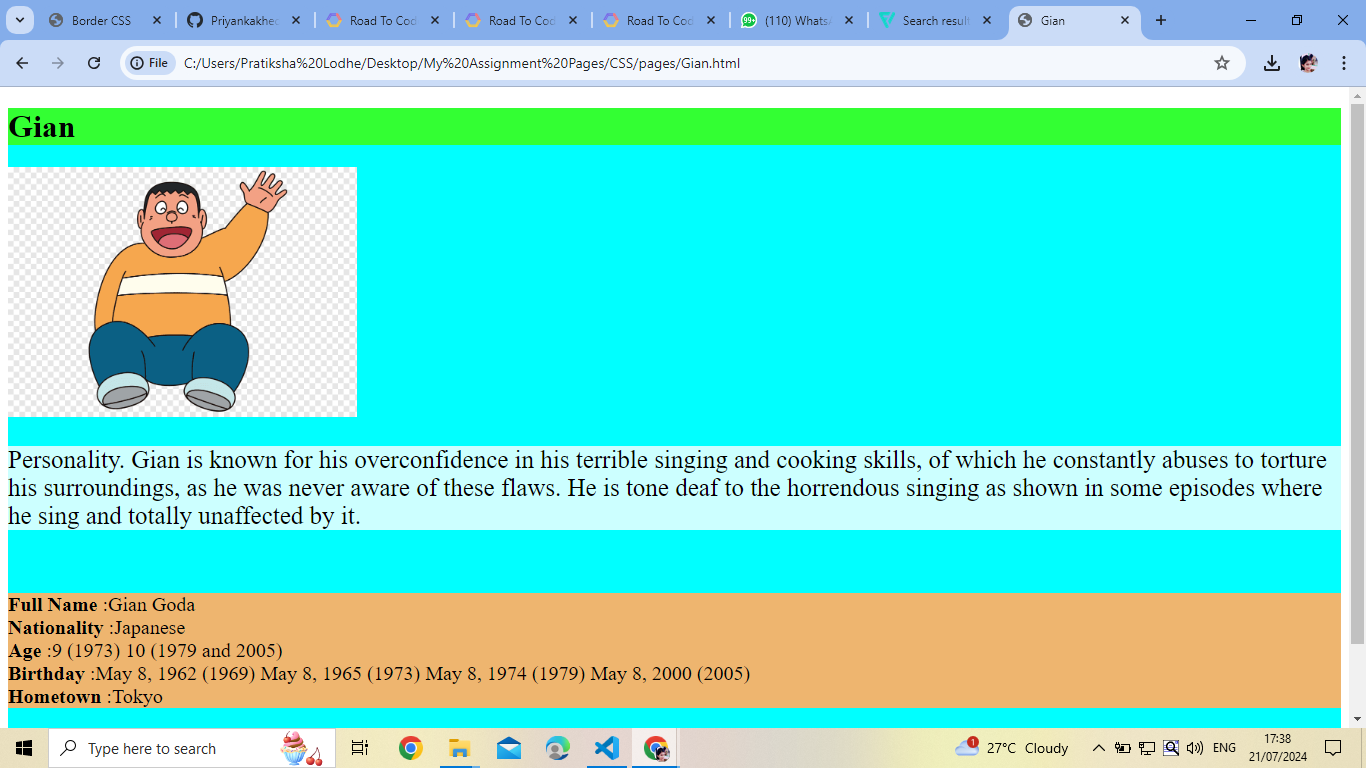 Border CSS
Priyankakhec
Road To Cod
Road To Cod
Road To Cod
99+
(110) Whats
Search result
Gian
File
C:/Users/Pratiksha%20Lodhe/Desktop/My%20Assignment%20Pages/CSS/pages/Gian.html
Gian
Personality. Gian is known for his overconfidence in his terrible singing and cooking skills, of which he constantly abuses to torture
his surroundings, as he was never aware of these flaws. He is tone deaf to the horrendous singing as shown in some episodes where
he sing and totally unaffected by it.
Full Name :Gian Goda
Nationality :Japanese
Age :9 (1973) 10 (1979 and 2005)
Birthday :May 8, 1962 (1969) May 8, 1965 (1973) May 8, 1974 (1979) May 8, 2000 (2005)
Hometown :Tokyo
Type here to search
1
27°C Cloudy
ENG
17:38
21/07/2024